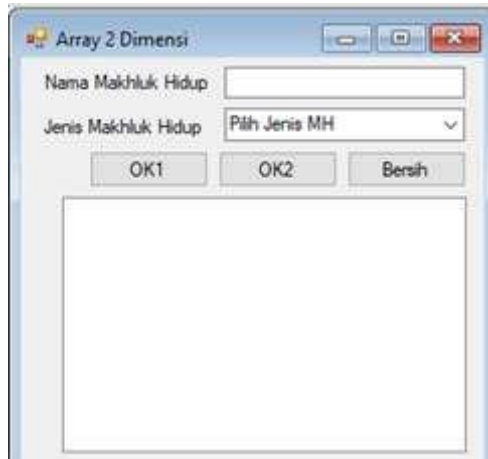 Array 2 Dimensi
Nama Makhluk Hidup
Jenis Makhluk Hidup Pilih Jenis MH
OK1 OK2 Bersih